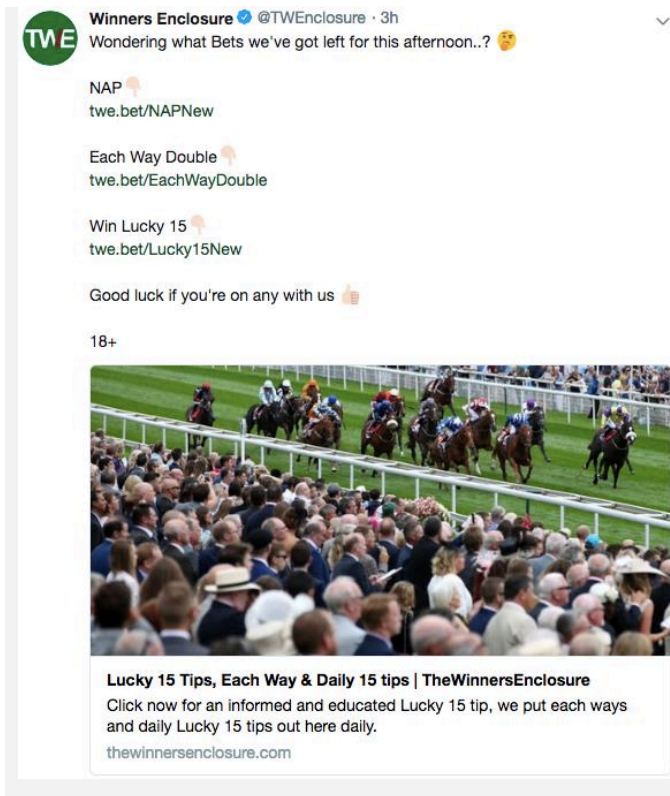 TWE
Winners Enclosure @TWEnclosure · 3h
Wondering what Bets we've got left for this afternoon..? 🤔
NAP👇🏻
twe.bet/NAPNew
Each Way Double👇🏻
twe.bet/EachWayDouble
Win Lucky 15👇🏻
twe.bet/Lucky15New
Good luck if you're on any with us 👍🏻
18+
Lucky 15 Tips, Each Way & Daily 15 tips | TheWinnersEnclosure
Click now for an informed and educated Lucky 15 tip, we put each ways
and daily Lucky 15 tips out here daily.
thewinnersenclosure.com